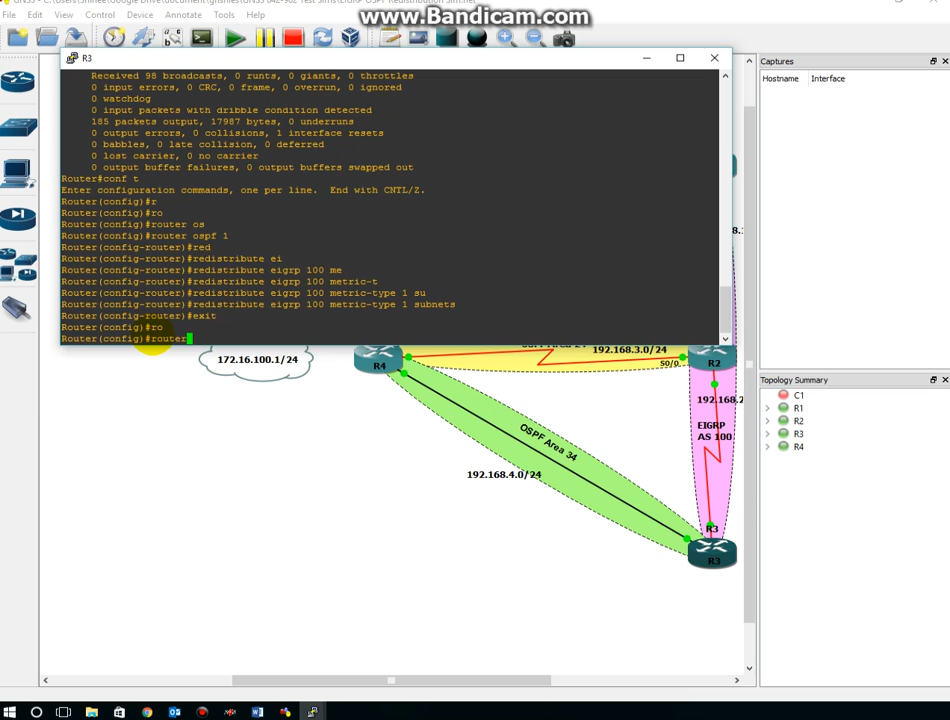 www.Bandicam.com
File Edit View Control Device Annotate Tools Help
R3
Received 98 broadcasts, 0 runts, 0 giants, 0 throttles
0 input errors, 0 CRC, 0 frame, 0 overrun, 0 ignored
0 watchdog
0 input packets with dribble condition detected
185 packets output, 17987 bytes, 0 underruns
0 output errors, 0 collisions, 1 interface resets
0 babbles, 0 late collision, 0 deferred
0 lost carrier, 0 no carrier
0 output buffer failures, 0 output buffers swapped out
Router#conf t
Enter configuration commands, one per line.  End with CNTL/Z.
Router(config)#r
Router(config)#ro
Router(config)#router os
Router(config)#router ospf 1
Router(config-router)#red
Router(config-router)#redistribute ei
Router(config-router)#redistribute eigrp 100 me
Router(config-router)#redistribute eigrp 100 metric-t
Router(config-router)#redistribute eigrp 100 metric-type 1 su
Router(config-router)#redistribute eigrp 100 metric-type 1 subnets
Router(config-router)#exit
Router(config)#ro
Router(config)#router
172.16.100.1/24
R4
192.168.3.0/24
S0/0
R2
192.168.2
EIGRP
AS 100
OSPF Area 34
192.168.4.0/24
R3
R3
Captures
Hostname Interface
Topology Summary
C1
R1
R2
R3
R4